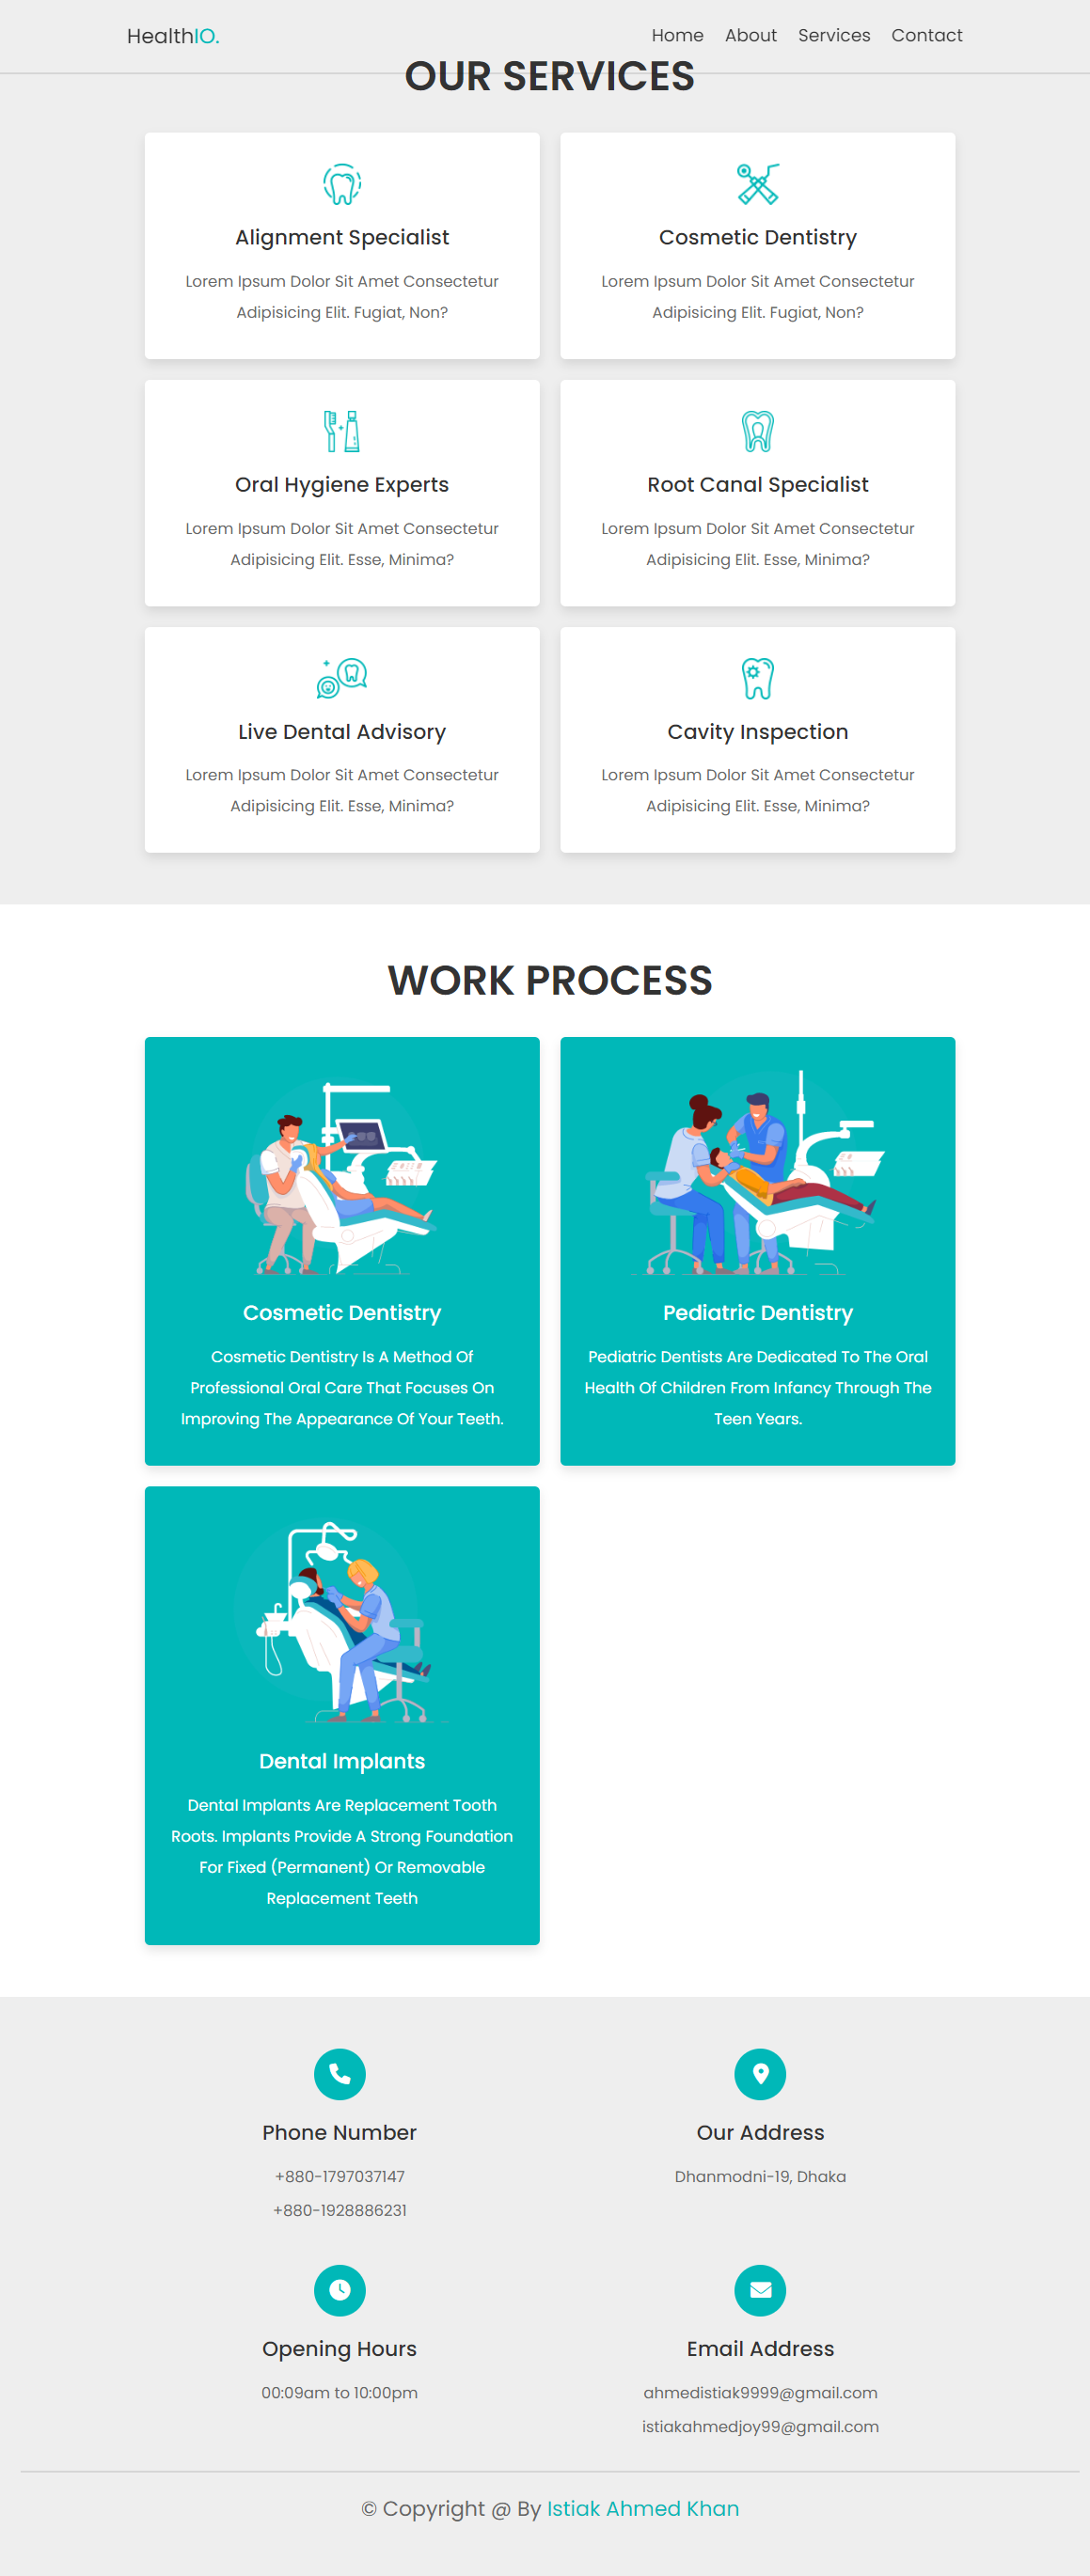 HealthIO.
Home About Services Contact
OUR SERVICES
Alignment Specialist
Lorem Ipsum Dolor Sit Amet Consectetur
Adipisicing Elit. Fugiat, Non?
Cosmetic Dentistry
Lorem Ipsum Dolor Sit Amet Consectetur
Adipisicing Elit. Fugiat, Non?
Oral Hygiene Experts
Lorem Ipsum Dolor Sit Amet Consectetur
Adipisicing Elit. Esse, Minima?
Root Canal Specialist
Lorem Ipsum Dolor Sit Amet Consectetur
Adipisicing Elit. Esse, Minima?
Live Dental Advisory
Lorem Ipsum Dolor Sit Amet Consectetur
Adipisicing Elit. Esse, Minima?
Cavity Inspection
Lorem Ipsum Dolor Sit Amet Consectetur
Adipisicing Elit. Esse, Minima?
WORK PROCESS
Cosmetic Dentistry
Cosmetic Dentistry Is A Method Of
Professional Oral Care That Focuses On
Improving The Appearance Of Your Teeth.
Pediatric Dentistry
Pediatric Dentists Are Dedicated To The Oral
Health Of Children From Infancy Through The
Teen Years.
Dental Implants
Dental Implants Are Replacement Tooth
Roots. Implants Provide A Strong Foundation
For Fixed (Permanent) Or Removable
Replacement Teeth
Phone Number
+880-1797037147
+880-1928886231
Our Address
Dhanmodni-19, Dhaka
Opening Hours
00:09am to 10:00pm
Email Address
ahmedistiak9999@gmail.com
istiakahmedjoy99@gmail.com
© Copyright @ By Istiak Ahmed Khan